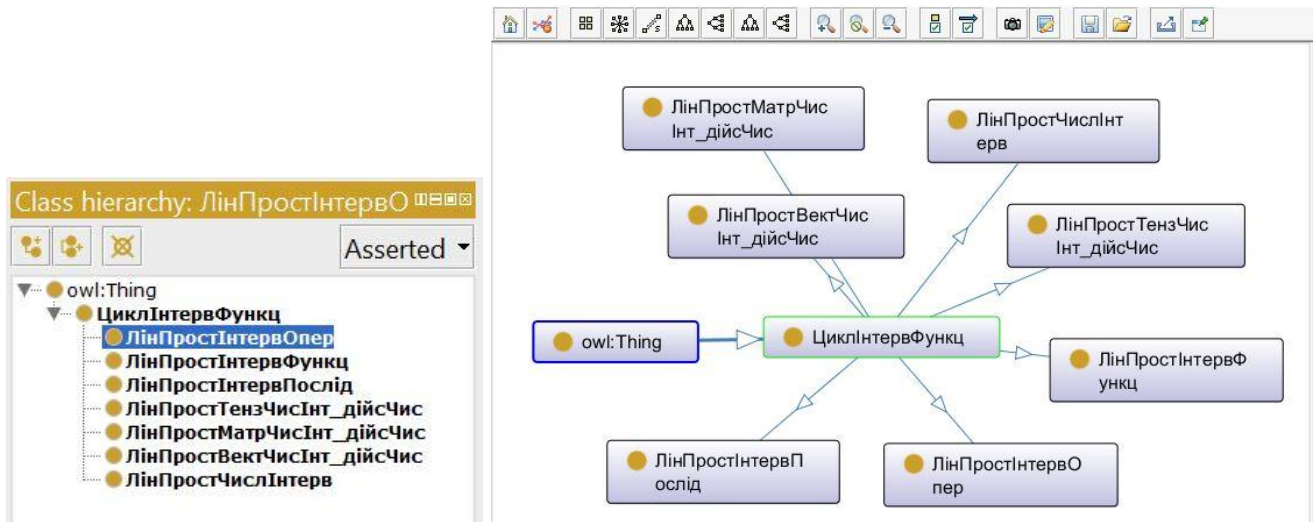 Class hierarchy: ЛінПростІнтервО
Asserted
owl:Thing
ЦиклІнтервФункц
ЛінПростІнтервОпер
ЛінПростІнтервФункц
ЛінПростІнтервПослід
ЛінПростТензЧисІнт_дійсЧис
ЛінПростМатрЧисІнт_дійсЧис
ЛінПростВектЧисІнт_дійсЧис
ЛінПростЧислІнтерв
ЛінПростМатрЧис
Інт_дійсЧис
ЛінПростЧислІнт
ерв
ЛінПростВектЧис
Інт_дійсЧис
ЛінПростТензЧис
Інт_дійсЧис
owl:Thing
ЦиклІнтервФункц
ЛінПростІнтервФ
ункц
ЛінПростІнтервП
ослід
ЛінПростІнтервО
пер